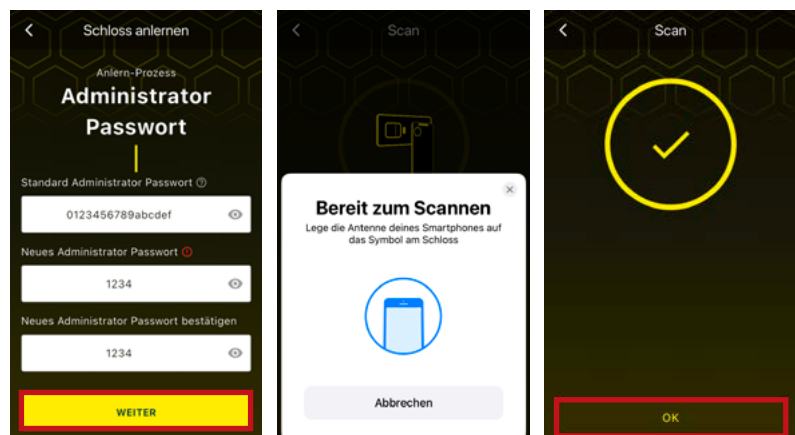 Schloss anlernen
Anlern-Prozess
Administrator
Passwort
Standard Administrator Passwort
0123456789abcdef
Neues Administrator Passwort
1234
Neues Administrator Passwort bestätigen
1234
WEITER
Scan
Bereit zum Scannen
Lege die Antenne deines Smartphones auf
das Symbol am Schloss
Abbrechen
Scan
OK